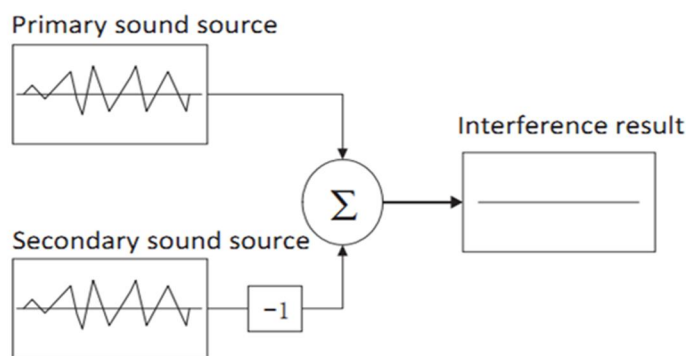 Primary sound source
Interference result
Σ
Secondary sound source
−1